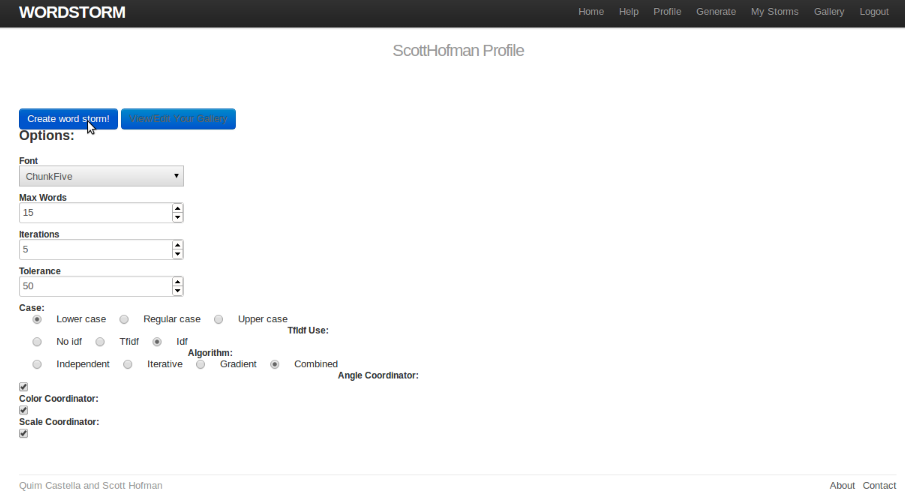 WORDSTORM Home Help Profile Generate My Storms Gallery Logout
ScottHofman Profile
Create word storm! View/Edit Your Gallery
Options:
Font
ChunkFive
Max Words
15
Iterations
5
Tolerance
50
Case:
Lower case Regular case Upper case
Tfidf Use:
No idf Tfidf Idf
Algorithm:
Independent Iterative Gradient Combined
Angle Coordinator:
Color Coordinator:
Scale Coordinator:
Quim Castella and Scott Hofman About Contact